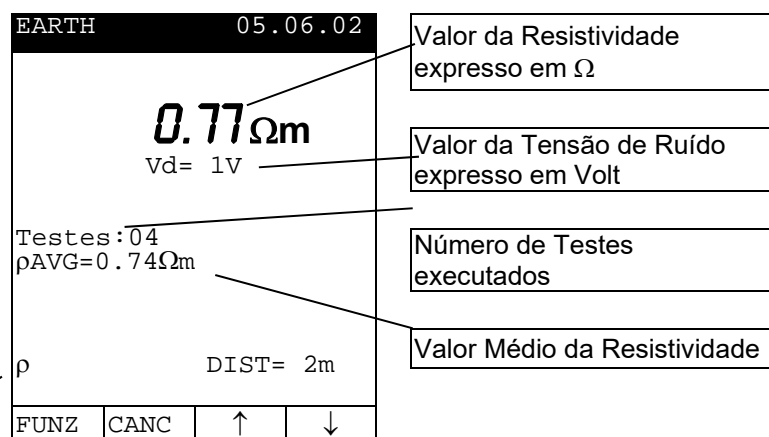 EARTH 05.06.02
0.77Ωm
Vd= 1V
Testes:04
ρAVG=0.74Ωm
ρ DIST= 2m
FUNZ CANC ↑ ↓
Valor da Resistividade
expresso em Ω
Valor da Tensão de Ruído
expresso em Volt
Número de Testes
executados
Valor Médio da Resistividade